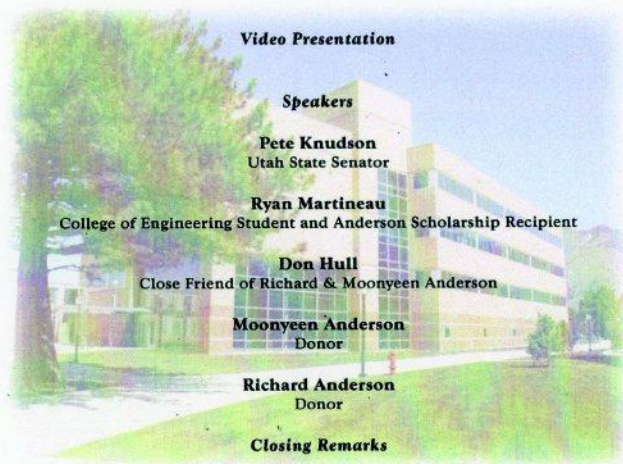 Video Presentation
Speakers
Pete Knudson
Utah State Senator
Ryan Martineau
College of Engineering Student and Anderson Scholarship Recipient
Don Hull
Close Friend of Richard & Moonyeen Anderson
Moonyeen Anderson
Donor
Richard Anderson
Donor
Closing Remarks